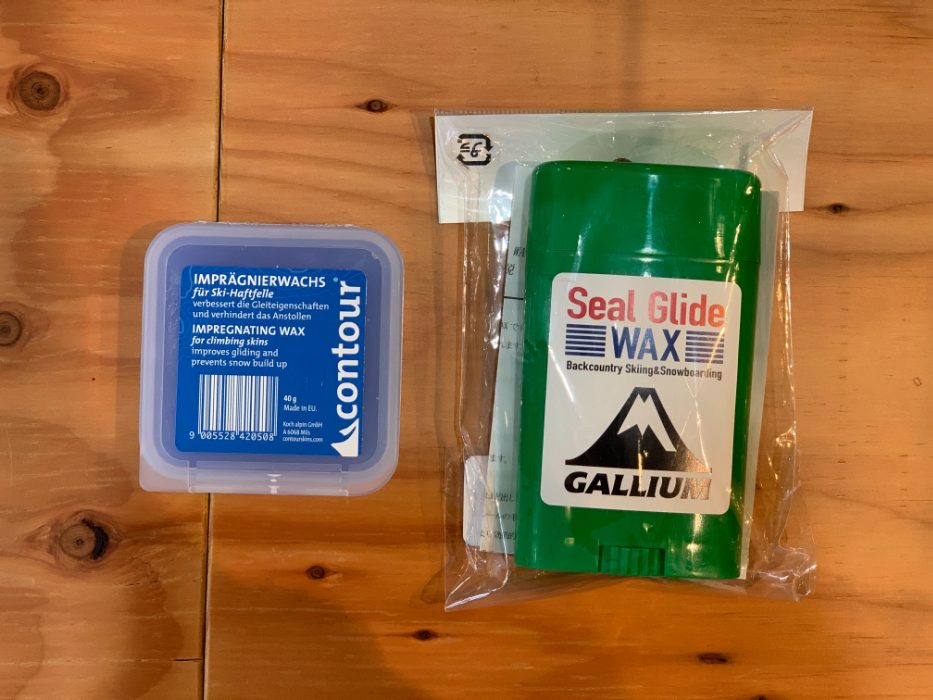 IMPRÄGNIERWACHS
für Ski-Haftfelle
verbessert die Gleiteigenschaften
und verhindert das Anstollen
IMPREGNATING WAX
for climbing skins
improves gliding and
prevents snow build up
40 g
Made in EU.
Koch alpin GmbH
A 6068 Mils
contourskins.com
9 005528 420508
contour®
Seal Glide
WAX
Backcountry Skiing&Snowboarding
GALLIUM